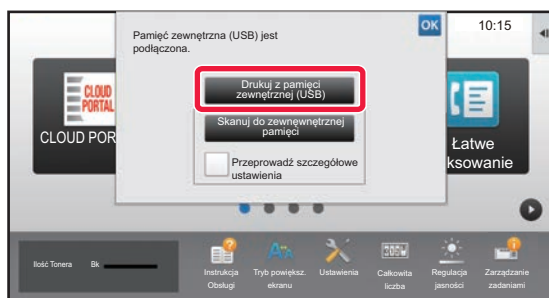 Pamięć zewnętrzna (USB) jest
podłączona.
OK
10:15
Drukuj z pamięci
zewnętrznej (USB)
Skanuj do zewnęwnętrznej
pamięci
Przeprowadź szczegółowe
ustawienia
CLOUD
PORTAL
CLOUD POR
Łatwe
ksowanie
Ilość Tonera
Bk
Instrukcja
Obsługi
Tryb powiększ.
ekranu
Ustawienia
Całkowita
liczba
Regulacja
jasności
Zarządzanie
zadaniami